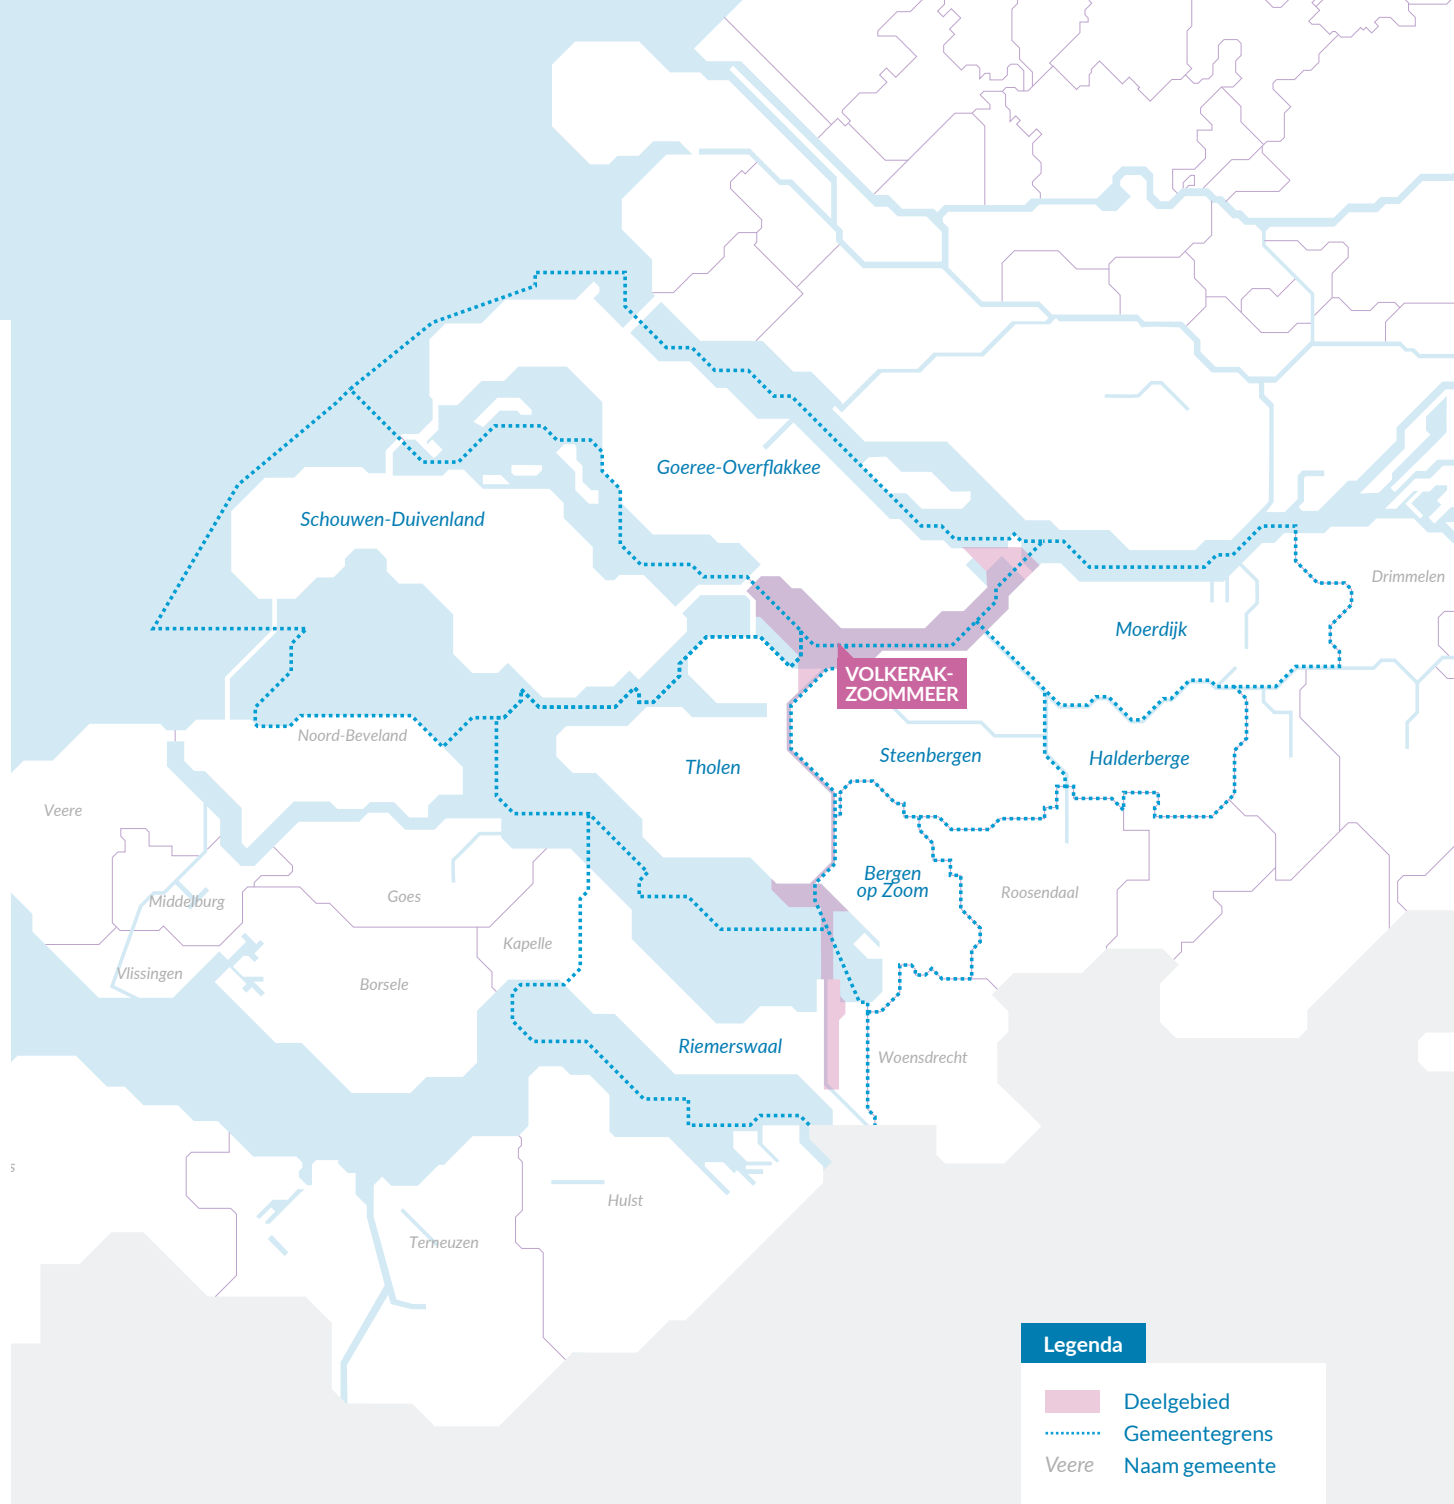 Goeree-Overflakkee
Schouwen-Duivenland
Drimmelen
Moerdijk
VOLKERAK-
ZOOMMEER
Noord-Beveland
Steenbergen
Halderberge
Tholen
Veere
Bergen
op Zoom
Roosendaal
Goes
Middelburg
Kapelle
Vlissingen
Borsele
Riemerswaal
Woensdrecht
s
Hulst
Terneuzen
Legenda
Deelgebied
Gemeentegrens
Veere Naam gemeente